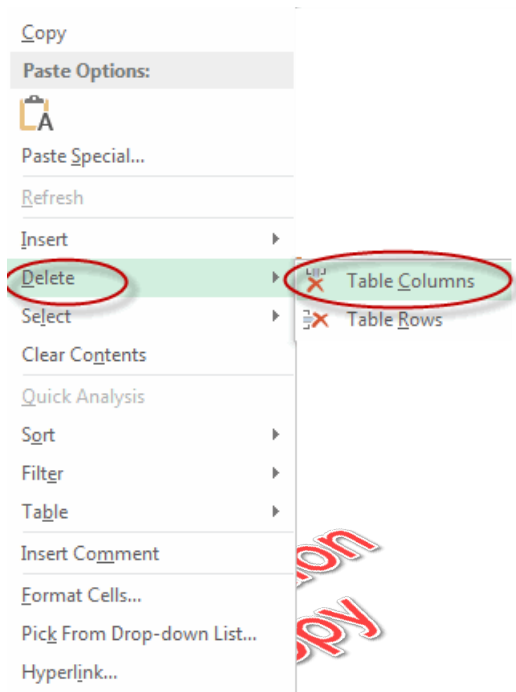 Copy
Paste Options:
A
Paste Special...
Refresh
Insert
Delete
Table Columns
Select
Table Rows
Clear Contents
Quick Analysis
Sort
Filter
Table
Insert Comment
Format Cells...
Pick From Drop-down List...
Hyperlink...